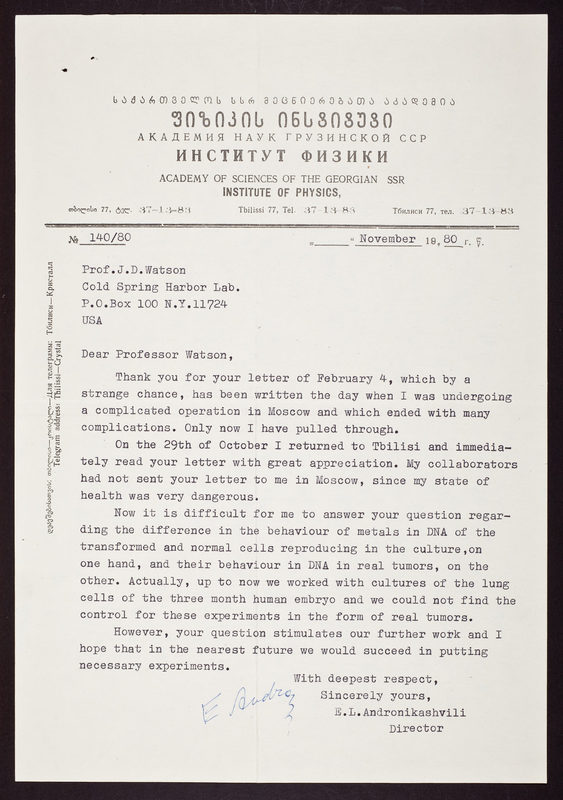 საქართველოს სსრ მეცნიერებათა აკადემია
ფიზიკის ინსტიტუტი
АКАДЕМИЯ НАУК ГРУЗИНСКОЙ ССР
ИНСТИТУТ ФИЗИКИ
ACADEMY OF SCIENCES OF THE GEORGIAN SSR
INSTITUTE OF PHYSICS,
თბილისი 77, ტელ. 37-13-83 Tbilissi 77, Tel. 37-13-83 Тбилиси 77, тел. 37-13-83
№ 140/80 „ “ November 1980 г.
Prof.J.D.Watson
Cold Spring Harbor Lab.
P.O.Box 100 N.Y.11724
USA
Dear Professor Watson,
Thank you for your letter of February 4, which by a
strange chance, has been written the day when I was undergoing
a complicated operation in Moscow and which ended with many
complications. Only now I have pulled through.
On the 29th of October I returned to Tbilisi and immedia-
tely read your letter with great appreciation. My collaborators
had not sent your letter to me in Moscow, since my state of
health was very dangerous.
Now it is difficult for me to answer your question regar-
ding the difference in the behaviour of metals in DNA of the
transformed and normal cells reproducing in the culture,on
one hand, and their behaviour in DNA in real tumors, on the
other. Actually, up to now we worked with cultures of the lung
cells of the three month human embryo and we could not find the
control for these experiments in the form of real tumors.
However, your question stimulates our further work and I
hope that in the nearest future we would succeed in putting
necessary experiments.
With deepest respect,
Sincerely yours,
E.L.Andronikashvili
Director
E Andro
Для телеграмм: Тбилиси—Кристалл
Telegram address: Tbilissi—Crystal